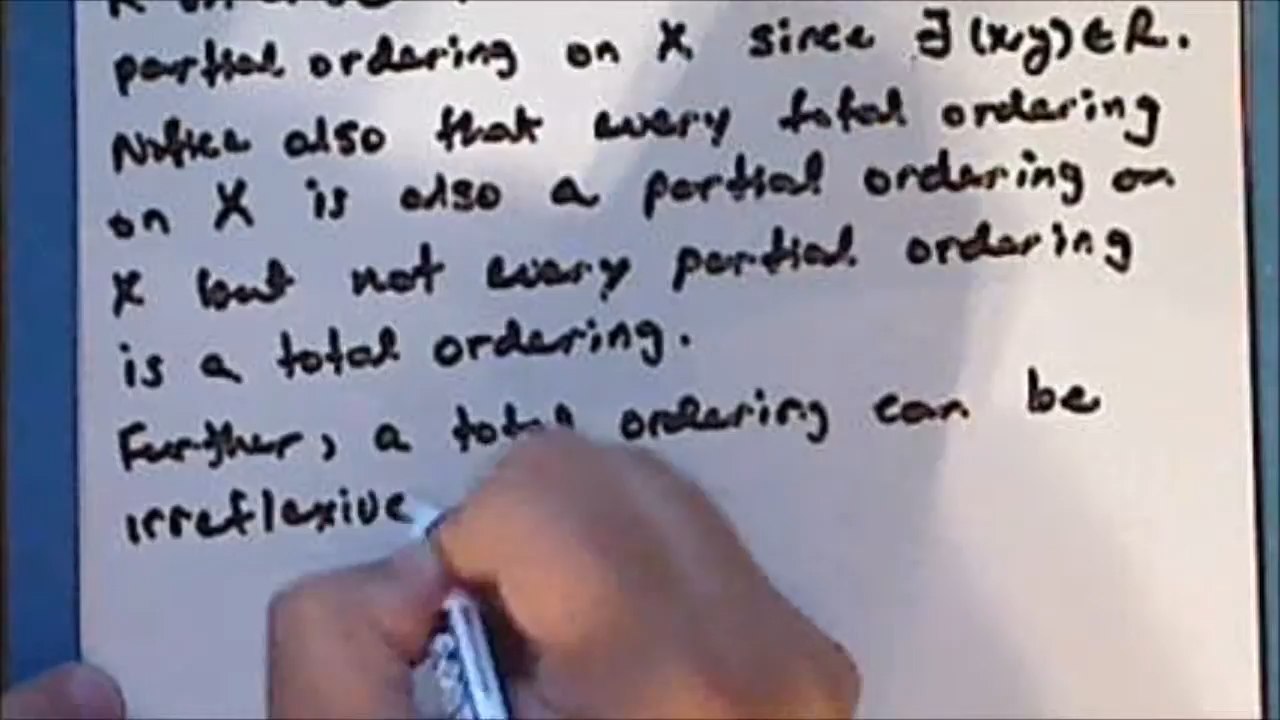 partial ordering on X since ∃ (x,y) ∈ R.
Notice also that every total ordering
on X is also a partial ordering on
X but not every partial ordering
is a total ordering.
Further, a total ordering can be
irreflexive